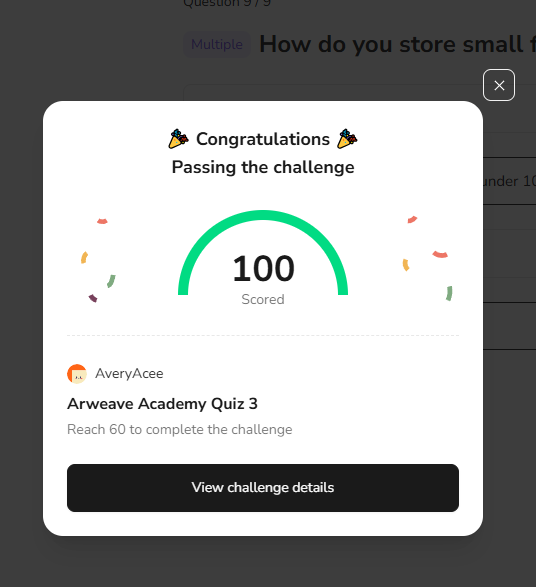 Question 9 / 9
Multiple How do you store small f
Congratulations
Passing the challenge
under 10
100
Scored
AveryAcee
Arweave Academy Quiz 3
Reach 60 to complete the challenge
View challenge details